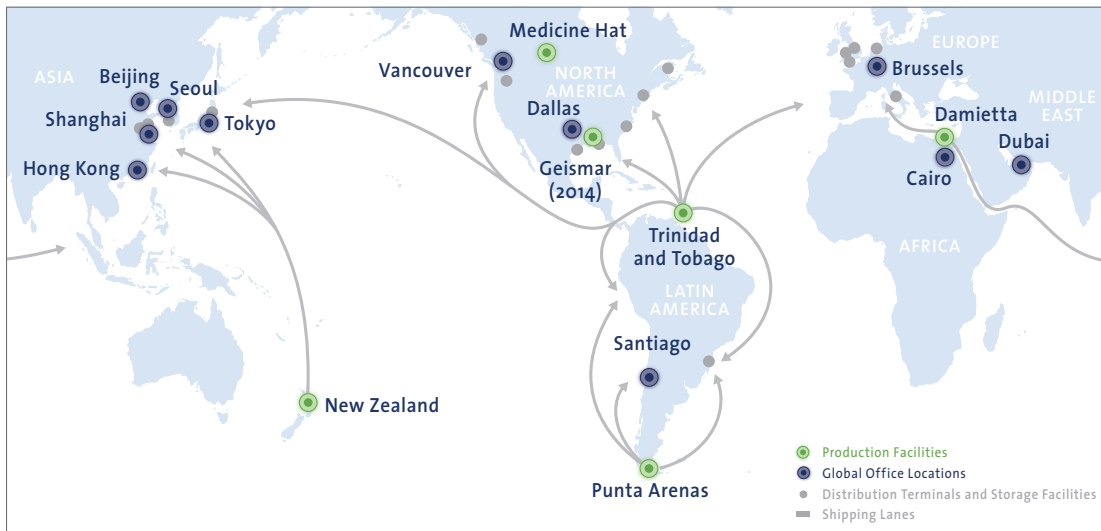 Medicine Hat
Vancouver
NORTH
AMERICA
Dallas
Geismar
(2014)
ASIA
Beijing
Seoul
Shanghai
Tokyo
Hong Kong
EUROPE
Brussels
MIDDLE
EAST
Damietta
Dubai
Cairo
AFRICA
Trinidad
and Tobago
LATIN
AMERICA
Santiago
New Zealand
Punta Arenas
Production Facilities
Global Office Locations
Distribution Terminals and Storage Facilities
Shipping Lanes